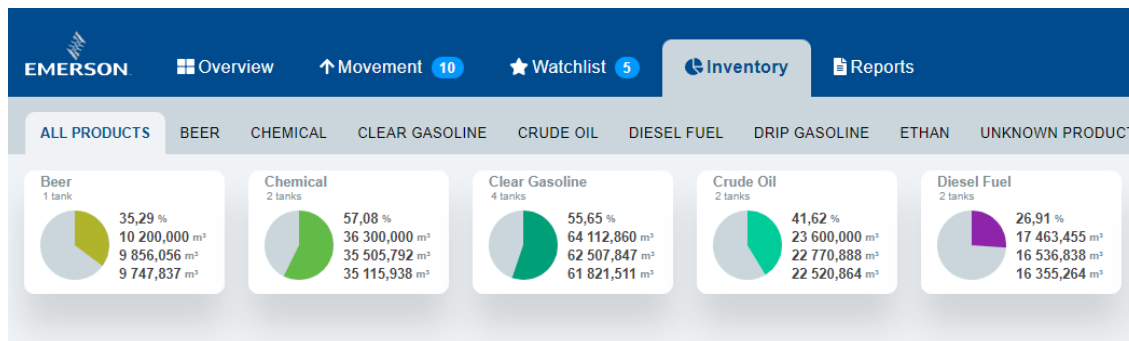 EMERSON
Overview
Movement 10
Watchlist 5
Inventory
Reports
ALL PRODUCTS BEER CHEMICAL CLEAR GASOLINE CRUDE OIL DIESEL FUEL DRIP GASOLINE ETHAN UNKNOWN PRODUCT
Beer
1 tank
35,29 %
10 200,000 m³
9 856,056 m³
9 747,837 m³
Chemical
2 tanks
57,08 %
36 300,000 m³
35 505,792 m³
35 115,938 m³
Clear Gasoline
4 tanks
55,65 %
64 112,860 m³
62 507,847 m³
61 821,511 m³
Crude Oil
2 tanks
41,62 %
23 600,000 m³
22 770,888 m³
22 520,864 m³
Diesel Fuel
2 tanks
26,91 %
17 463,455 m³
16 536,838 m³
16 355,264 m³